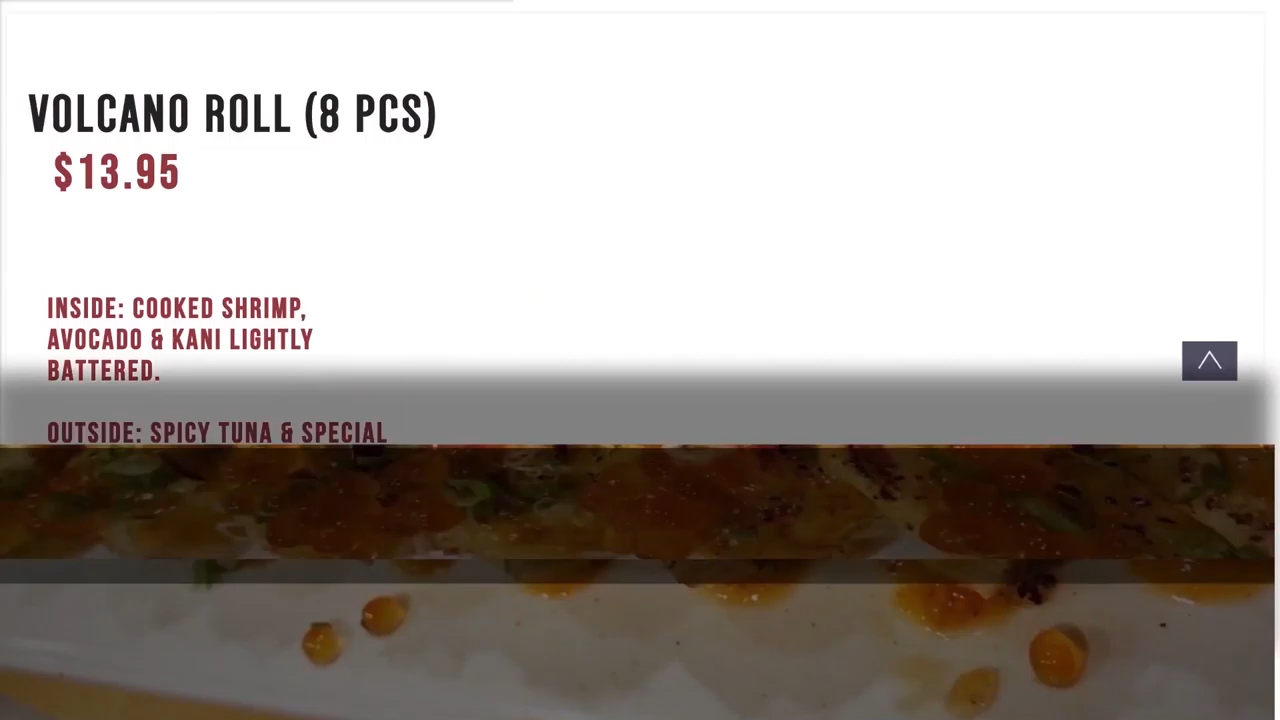 VOLCANO ROLL (8 PCS)
$13.95
INSIDE: COOKED SHRIMP,
AVOCADO & KANI LIGHTLY
BATTERED.
OUTSIDE: SPICY TUNA & SPECIAL